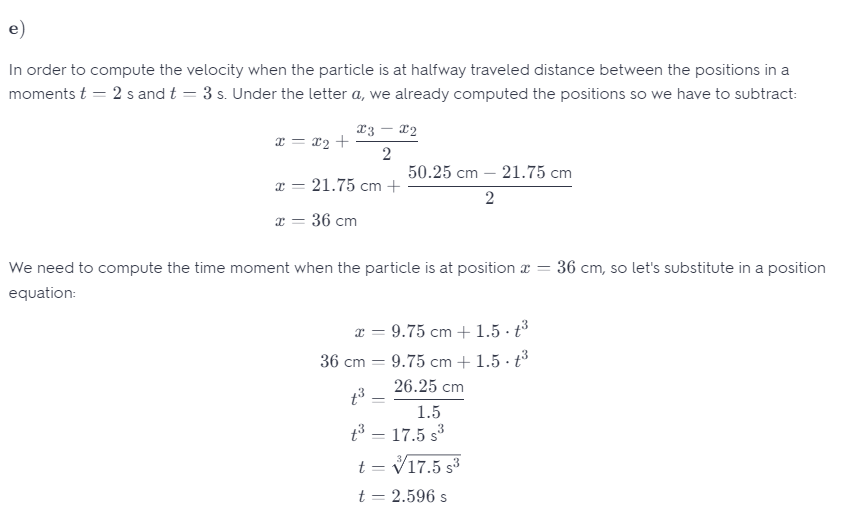 e)
In order to compute the velocity when the particle is at halfway traveled distance between the positions in a
moments t = 2 s and t = 3 s. Under the letter a, we already computed the positions so we have to subtract:
x = x₂ + (x₃ − x₂)/2
x = 21.75 cm + (50.25 cm − 21.75 cm)/2
x = 36 cm
We need to compute the time moment when the particle is at position x = 36 cm, so let's substitute in a position
equation:
x = 9.75 cm + 1.5 · t³
36 cm = 9.75 cm + 1.5 · t³
t³ = 26.25 cm/1.5
t³ = 17.5 s³
t = ∛(17.5 s³)
t = 2.596 s